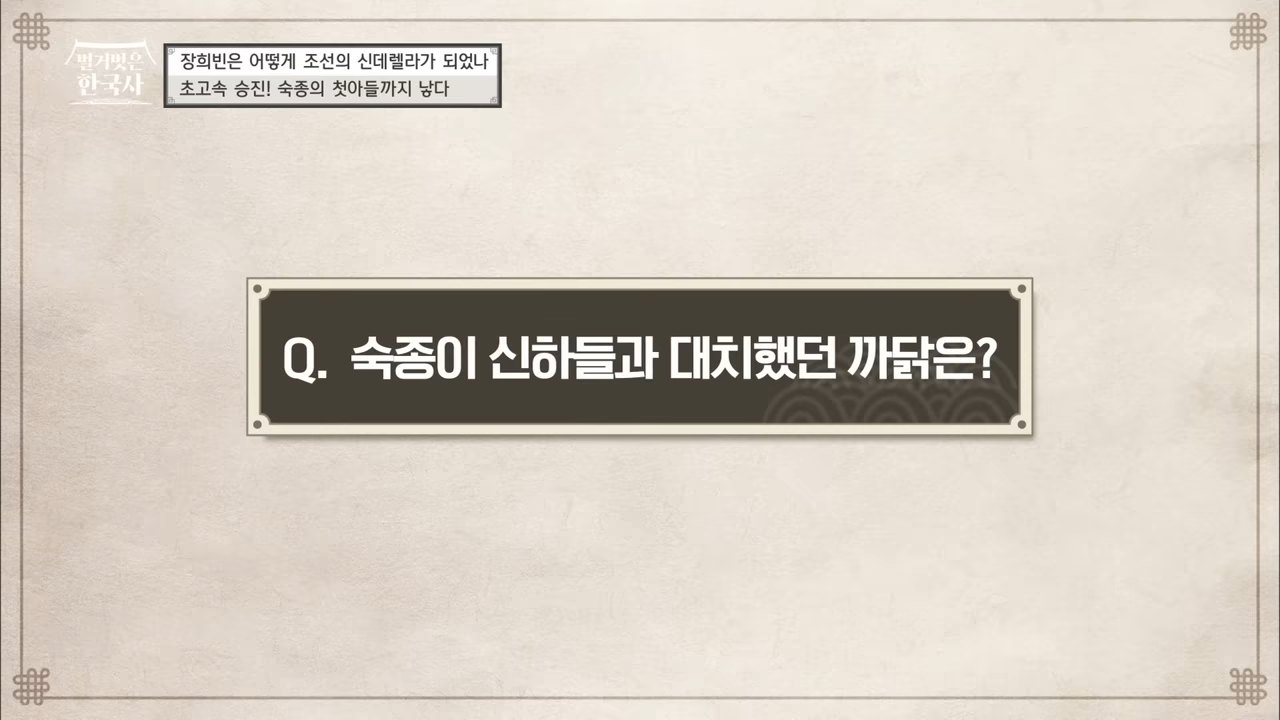 벌거벗은
한국사
장희빈은 어떻게 조선의 신데렐라가 되었나
초고속 승진! 숙종의 첫아들까지 낳다
Q. 숙종이 신하들과 대치했던 까닭은?